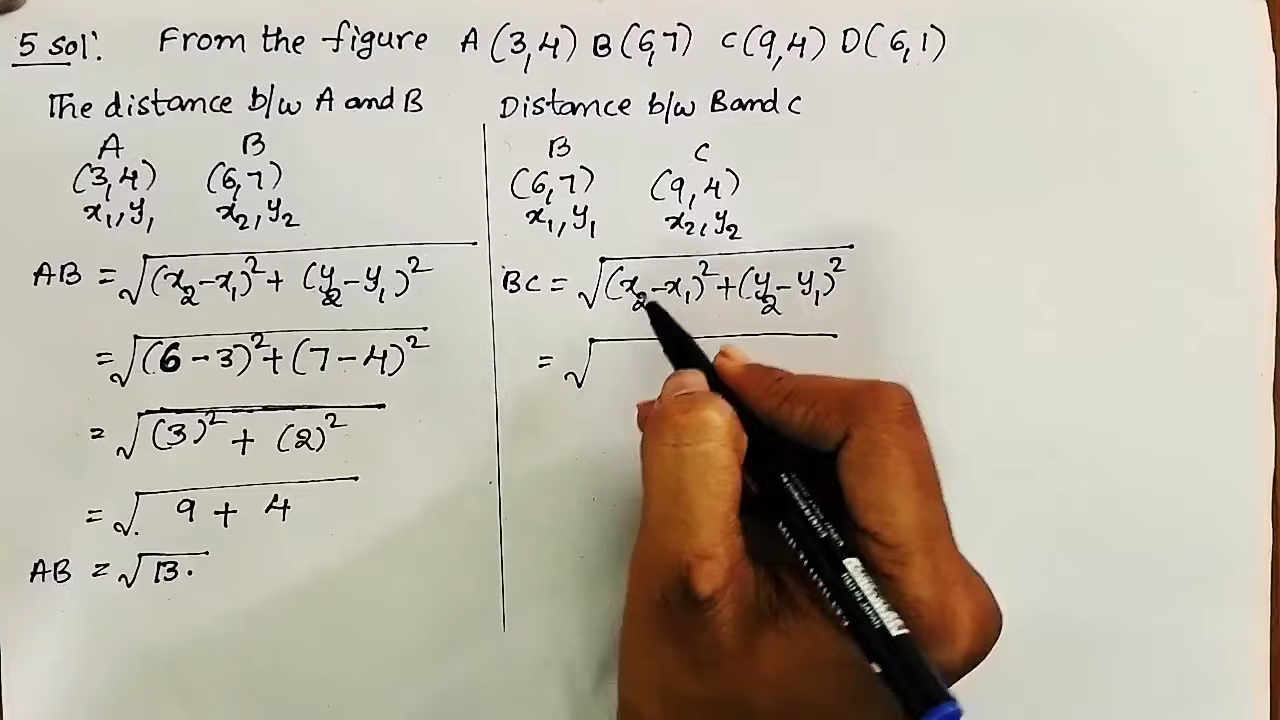 5 sol: From the figure A(3,4) B(6,7) C(9,4) D(6,1)
The distance b/w A and B
A B
(3,4) (6,7)
x₁,y₁ x₂,y₂
AB = √(x₂-x₁)²+(y₂-y₁)²
= √(6-3)²+(7-4)²
= √(3)²+(2)²
= √9+4
AB = √13.
Distance b/w B and C
B C
(6,7) (9,4)
x₁,y₁ x₂,y₂
BC = √(x₂-x₁)²+(y₂-y₁)²
= √